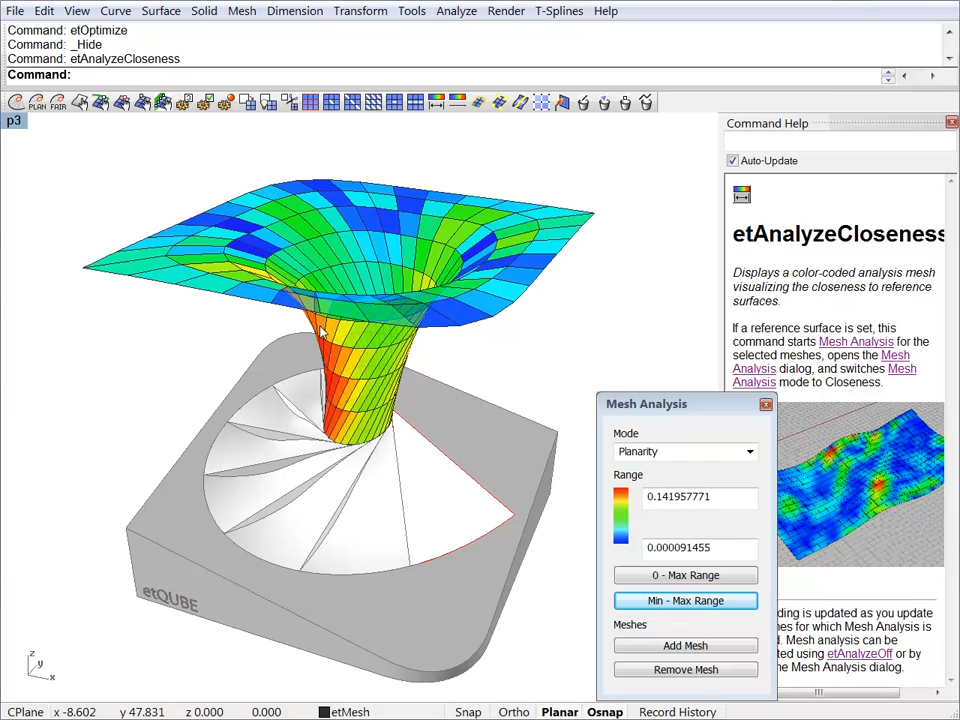 File Edit View Curve Surface Solid Mesh Dimension Transform Tools Analyze Render T-Splines Help
Command: etOptimize
Command: _Hide
Command: etAnalyzeCloseness
Command:
PLAN FAIR
p3
Command Help
Auto-Update
etAnalyzeCloseness
Displays a color-coded analysis mesh
visualizing the closeness to reference
surfaces.
If a reference surface is set, this
command starts Mesh Analysis for the
selected meshes, opens the Mesh
Analysis dialog, and switches Mesh
Analysis mode to Closeness.
Mesh Analysis
Mode
Planarity
Range
0.141957771
0.000091455
0 - Max Range
Min - Max Range
Meshes
Add Mesh
Remove Mesh
ding is updated as you update
hes for which Mesh Analysis is
d. Mesh analysis can be
ted using etAnalyzeOff or by
he Mesh Analysis dialog.
etQUBE
z
y
x
CPlane x -8.602 y 47.831 z 0.000 0.000 etMesh Snap Ortho Planar Osnap Record History